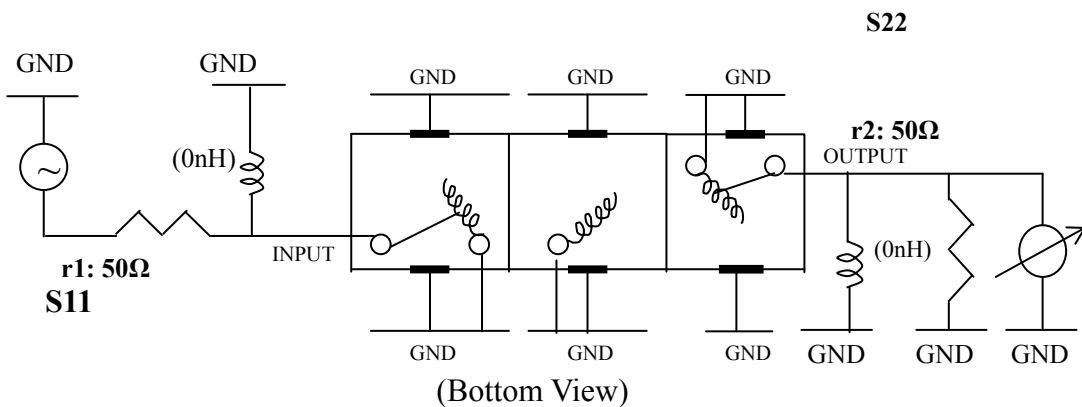 S22
GND
GND
GND
GND
GND
r2: 50Ω
OUTPUT
(0nH)
INPUT
(0nH)
r1: 50Ω
S11
GND
GND
GND
GND
GND
GND
(Bottom View)